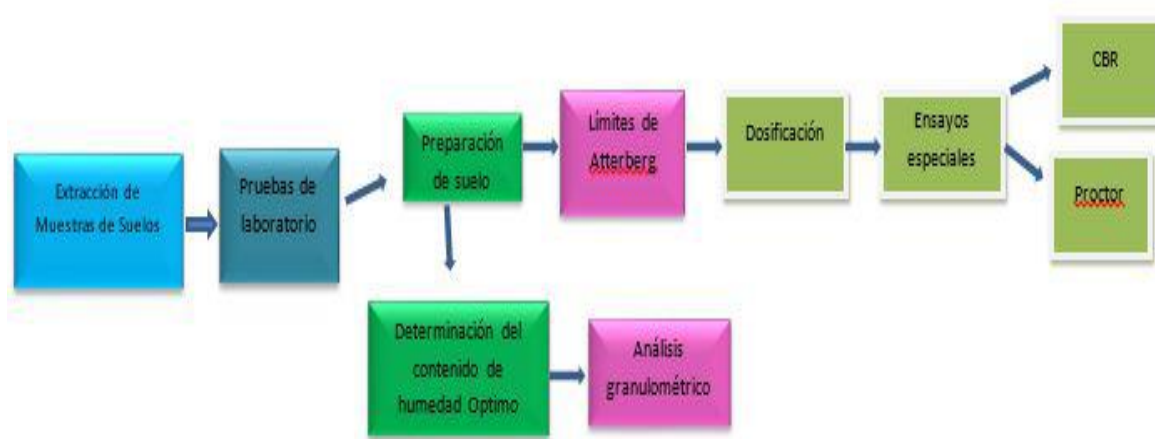 Extracción de
Muestras de Suelos
Pruebas de
laboratorio
Preparación
de suelo
Límites de
Atterberg
Dosificación
Ensayos
especiales
CBR
Proctor
Determinación del
contenido de
humedad Optimo
Análisis
granulométrico